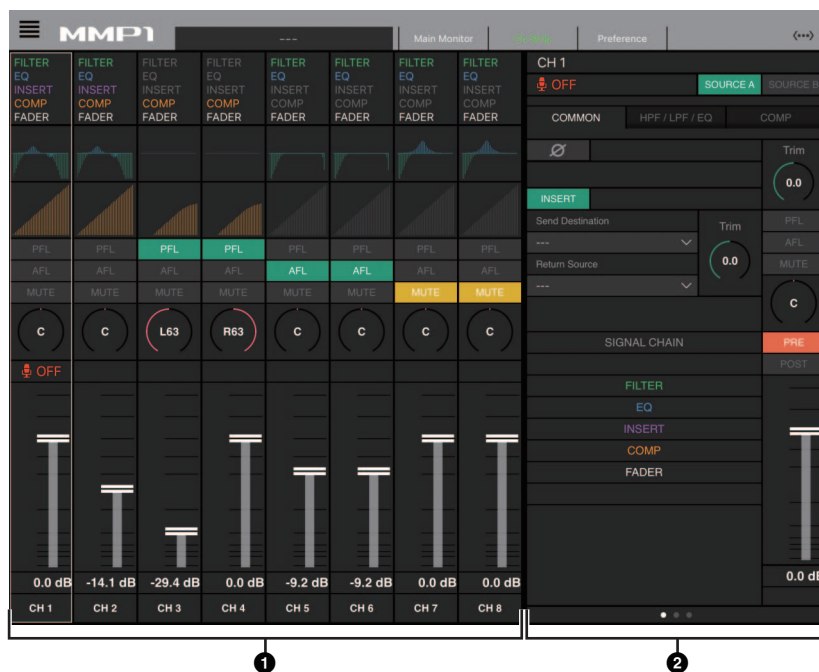 MMP1
---
Main Monitor
Preference
FILTER FILTER FILTER FILTER FILTER FILTER FILTER FILTER
EQ EQ EQ EQ EQ EQ EQ EQ
INSERT INSERT INSERT INSERT INSERT INSERT INSERT INSERT
COMP COMP COMP COMP COMP COMP COMP COMP
FADER FADER FADER FADER FADER FADER FADER FADER
PFL PFL PFL PFL PFL PFL PFL PFL
AFL AFL AFL AFL AFL AFL AFL AFL
MUTE MUTE MUTE MUTE MUTE MUTE MUTE MUTE
C C L63 R63 C C C C
OFF
0.0 dB -14.1 dB -29.4 dB 0.0 dB -9.2 dB -9.2 dB 0.0 dB 0.0 dB
CH 1 CH 2 CH 3 CH 4 CH 5 CH 6 CH 7 CH 8
CH 1
OFF SOURCE A SOURCE B
COMMON HPF / LPF / EQ COMP
Ø Trim
0.0
INSERT
Send Destination Trim PFL
--- AFL
Return Source 0.0 MUTE
---
C
SIGNAL CHAIN PRE
POST
FILTER
EQ
INSERT
COMP
FADER
0.0 dB
1 2